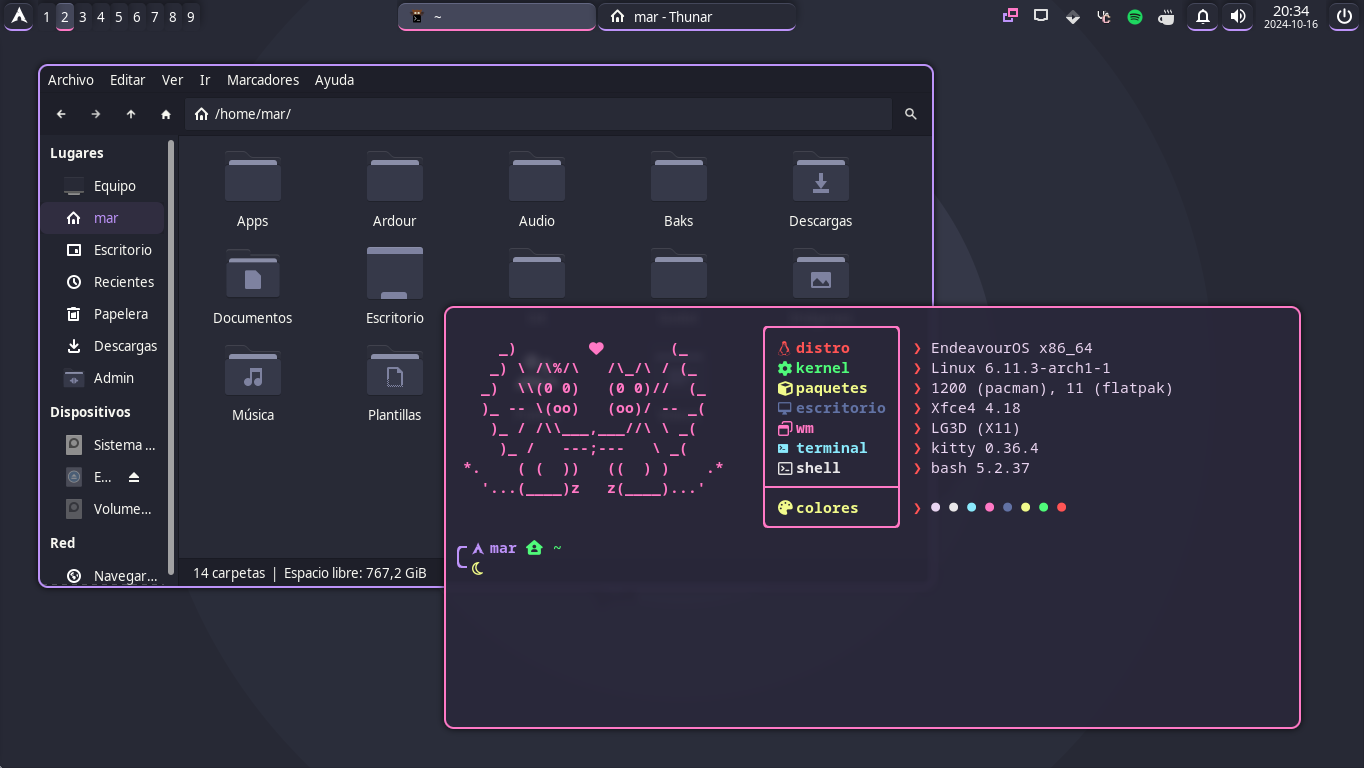 1 2 3 4 5 6 7 8 9
~
mar - Thunar
20:34
2024-10-16
Archivo Editar Ver Ir Marcadores Ayuda
/home/mar/
Lugares
Equipo
mar
Escritorio
Recientes
Papelera
Descargas
Admin
Dispositivos
Sistema ...
E...
Volume...
Red
Navegar...
Apps Ardour Audio Baks Descargas
Documentos Escritorio
Música Plantillas
14 carpetas | Espacio libre: 767,2 GiB
_) ♥ (_
_) \ /\%/\ /\_/\ / (_
_) \\(0 0) (0 0)// (_
)_ -- \(oo) (oo)/ -- _(
)_ / /\\___,___//\ \ _(
)_ / ---;--- \ _(
*. ( ( )) (( ) ) .*
'...(____)z z(____)...'
distro ❯ EndeavourOS x86_64
kernel ❯ Linux 6.11.3-arch1-1
paquetes ❯ 1200 (pacman), 11 (flatpak)
escritorio ❯ Xfce4 4.18
wm ❯ LG3D (X11)
terminal ❯ kitty 0.36.4
shell ❯ bash 5.2.37
colores ❯
mar ~